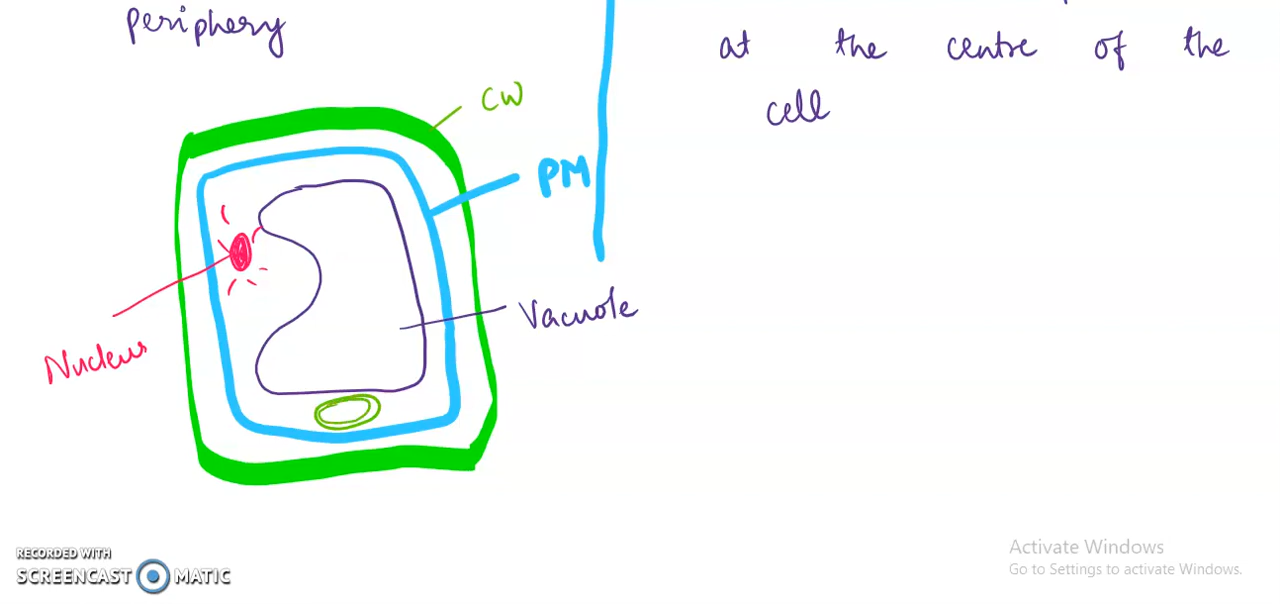 periphery
at the centre of the
cell
CW
PM
Vacuole
Nucleus
RECORDED WITH
SCREENCAST MATIC
Activate Windows
Go to Settings to activate Windows.